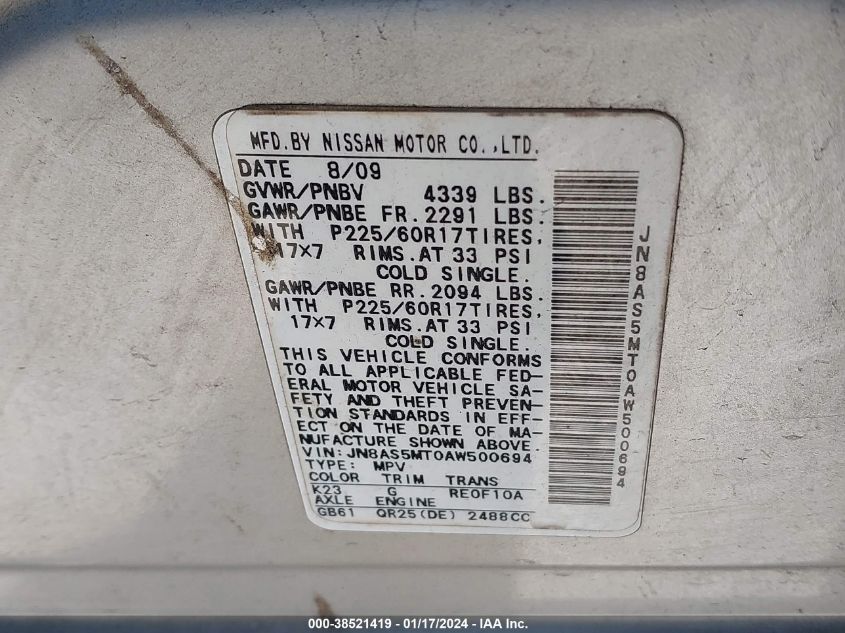 MFD.BY NISSAN MOTOR CO.,LTD.
DATE 8/09
GVWR/PNBV 4339 LBS.
GAWR/PNBE FR.2291 LBS.
WITH P225/60R17TIRES,
17×7 RIMS.AT 33 PSI
COLD SINGLE.
GAWR/PNBE RR.2094 LBS.
WITH P225/60R17TIRES,
17×7 RIMS.AT 33 PSI
COLD SINGLE.
THIS VEHICLE CONFORMS
TO ALL APPLICABLE FED-
ERAL MOTOR VEHICLE SA-
FETY AND THEFT PREVEN-
TION STANDARDS IN EFF-
ECT ON THE DATE OF MA-
NUFACTURE SHOWN ABOVE.
VIN:JN8AS5MT0AW500694
TYPE: MPV
COLOR TRIM TRANS
K23 G RE0F10A
AXLE ENGINE
GB61 QR25(DE) 2488CC
JN8AS5MT0AW500694
000-38521419 - 01/17/2024 - IAA Inc.